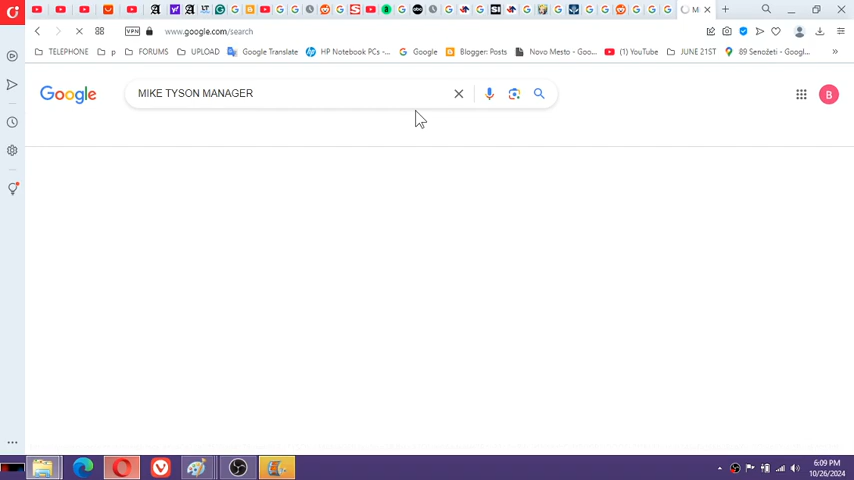 www.google.com/search
VPN
TELEPHONE
p
FORUMS
UPLOAD
Google Translate
HP Notebook PCs -...
Google
Blogger: Posts
Novo Mesto - Goo...
(1) YouTube
JUNE 21ST
89 Senožeti - Googl...
Google
MIKE TYSON MANAGER
B
6:09 PM
10/26/2024